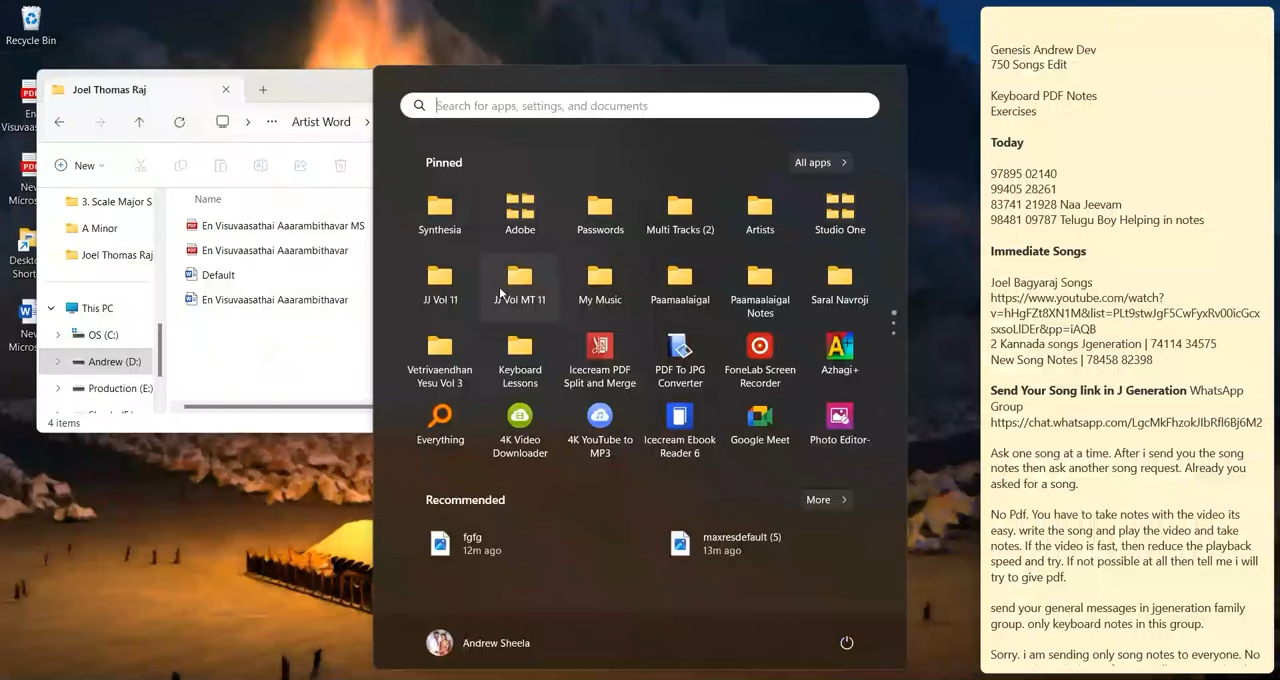 Recycle Bin
En
Visuvaas
New
Micros
Deskto
Short
New
Micros
Joel Thomas Raj
Artist Word
New
3. Scale Major S
A Minor
Joel Thomas Raj
This PC
OS (C:)
Andrew (D:)
Production (E:)
4 items
Name
En Visuvaasathai Aaarambithavar MS
En Visuvaasathai Aaarambithavar
Default
En Visuvaasathai Aaarambithavar
Search for apps, settings, and documents
Pinned
All apps
Synthesia
Adobe
Passwords
Multi Tracks (2)
Artists
Studio One
JJ Vol 11
JJ Vol MT 11
My Music
Paamaalaigal
Paamaalaigal
Notes
Saral Navroji
Vetrivaendhan
Yesu Vol 3
Keyboard
Lessons
Icecream PDF
Split and Merge
PDF To JPG
Converter
FoneLab Screen
Recorder
Azhagi+
Everything
4K Video
Downloader
4K YouTube to
MP3
Icecream Ebook
Reader 6
Google Meet
Photo Editor-
Recommended
More
fgfg
12m ago
maxresdefault (5)
13m ago
Andrew Sheela
Genesis Andrew Dev
750 Songs Edit
Keyboard PDF Notes
Exercises
Today
97895 02140
99405 28261
83741 21928 Naa Jeevam
98481 09787 Telugu Boy Helping in notes
Immediate Songs
Joel Bagyaraj Songs
https://www.youtube.com/watch?
v=hHgFZt8XN1M&list=PLt9stwJgF5CwFyxRv00icGcx
sxsoLlDEr&pp=iAQB
2 Kannada songs Jgeneration | 74114 34575
New Song Notes | 78458 82398
Send Your Song link in J Generation WhatsApp
Group
https://chat.whatsapp.com/LgcMkFhzokJIbRfl6Bj6M2
Ask one song at a time. After i send you the song
notes then ask another song request. Already you
asked for a song.
No Pdf. You have to take notes with the video its
easy. write the song and play the video and take
notes. If the video is fast, then reduce the playback
speed and try. If not possible at all then tell me i will
try to give pdf.
send your general messages in jgeneration family
group. only keyboard notes in this group.
Sorry. i am sending only song notes to everyone. No